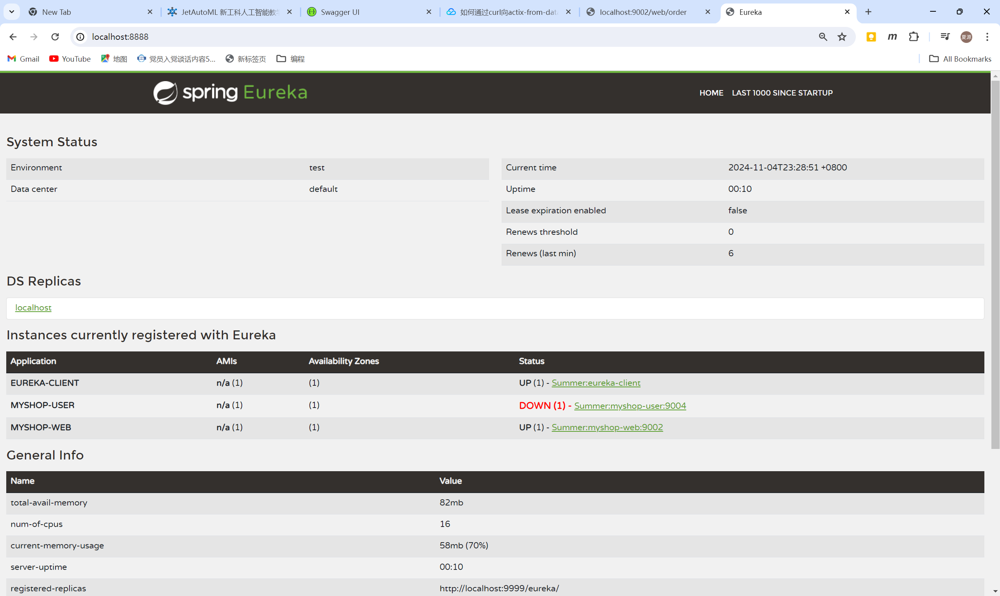 New Tab
JetAutoML 新工科人工智能教学
Swagger UI
如何通过curl向actix-from-data
localhost:9002/web/order
Eureka
localhost:8888
夏源
Gmail
YouTube
地图
党员入党谈话内容5...
新标签页
编程
All Bookmarks
spring Eureka
HOME LAST 1000 SINCE STARTUP
System Status
Environment test
Data center default
Current time 2024-11-04T23:28:51 +0800
Uptime 00:10
Lease expiration enabled false
Renews threshold 0
Renews (last min) 6
DS Replicas
localhost
Instances currently registered with Eureka
Application AMIs Availability Zones Status
EUREKA-CLIENT n/a (1) (1) UP (1) - Summer:eureka-client
MYSHOP-USER n/a (1) (1) DOWN (1) - Summer:myshop-user:9004
MYSHOP-WEB n/a (1) (1) UP (1) - Summer:myshop-web:9002
General Info
Name Value
total-avail-memory 82mb
num-of-cpus 16
current-memory-usage 58mb (70%)
server-uptime 00:10
registered-replicas http://localhost:9999/eureka/